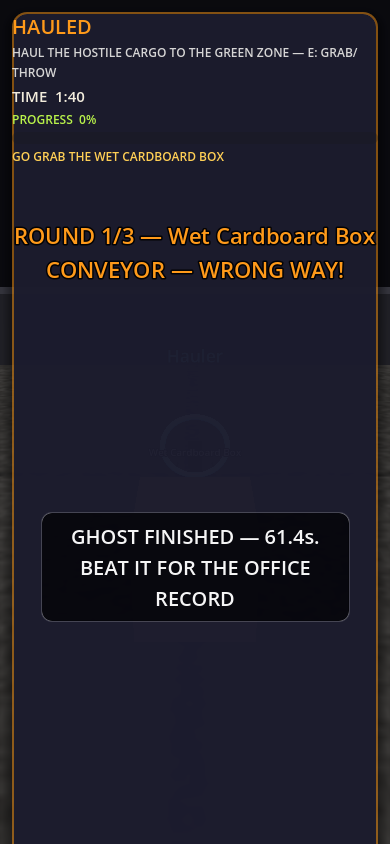 HAULED
HAUL THE HOSTILE CARGO TO THE GREEN ZONE — E: GRAB/
THROW
TIME 1:40
PROGRESS 0%
GO GRAB THE WET CARDBOARD BOX
ROUND 1/3 — Wet Cardboard Box
CONVEYOR — WRONG WAY!
Hauler
GHOST FINISHED — 61.4s.
BEAT IT FOR THE OFFICE
RECORD